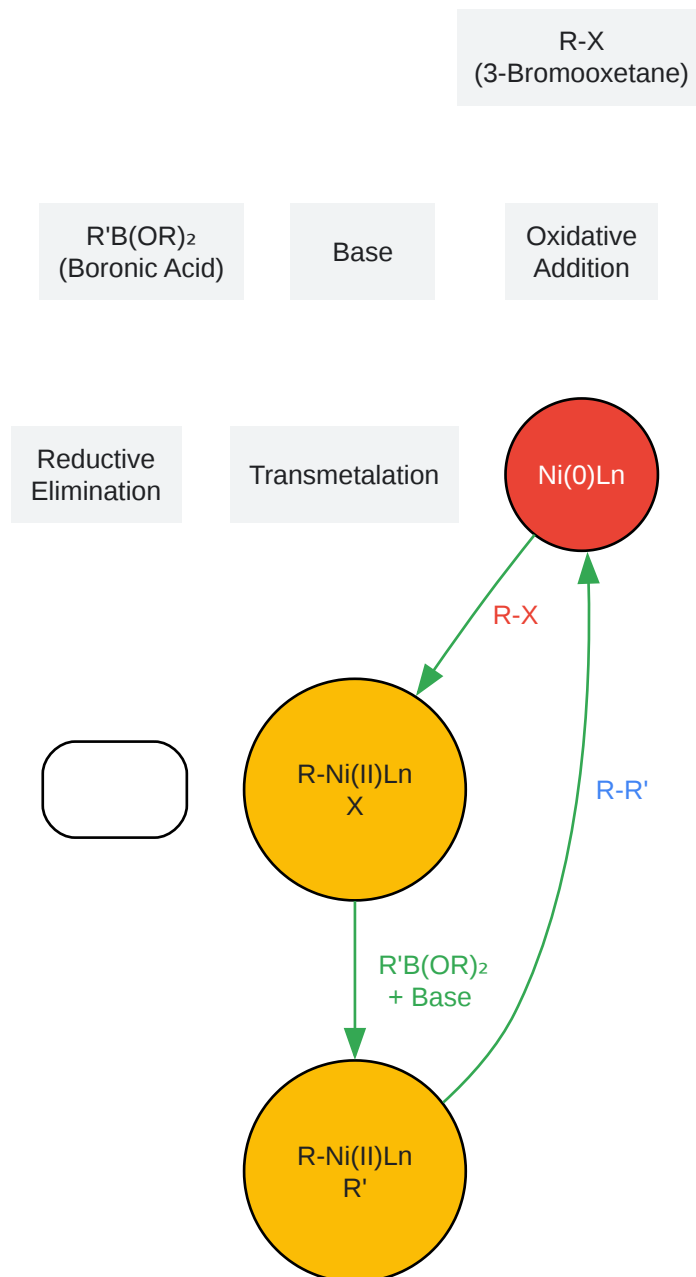 R-X
(3-Bromooxetane)
R'B(OR)₂
(Boronic Acid)
Base
Oxidative
Addition
Reductive
Elimination
Transmetalation
Ni(0)Ln
R-X
R-Ni(II)Ln
X
R-R'
R'B(OR)₂
+ Base
R-Ni(II)Ln
R'